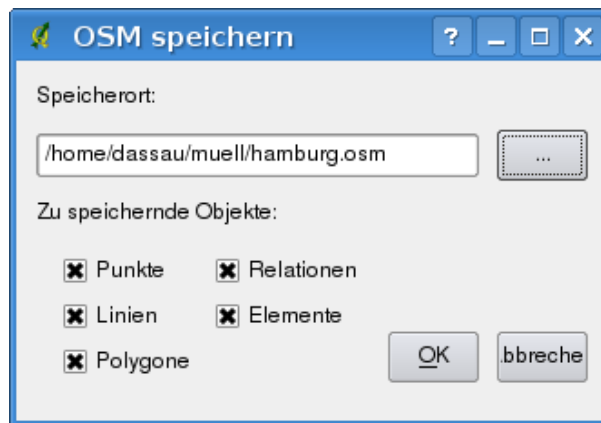 OSM speichern
?
Speicherort:
/home/dassau/muell/hamburg.osm
...
Zu speichernde Objekte:
Punkte Relationen
Linien Elemente
Polygone
OK .bbreche